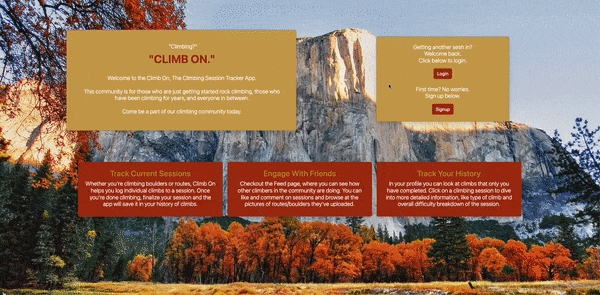 "Climbing?"
"CLIMB ON."
Welcome to the Climb On, The Climbing Session Tracker App.
This community is for those who are just getting started rock climbing, those who
have been climbing for years, and everyone in between.
Come be a part of our climbing community today.
Getting another sesh in?
Welcome back.
Click below to login.
Login
First time? No worries.
Sign up below.
Signup
Track Current Sessions
Whether you're climbing boulders or routes, Climb On
helps you log individual climbs to a session. Once
you're done climbing, finalize your session and the
app will save it in your history of climbs.
Engage With Friends
Checkout the Feed page, where you can see how
other climbers in the community are doing. You can
like and comment on sessions and browse at the
pictures of routes/boulders they've uploaded.
Track Your History
In your profile you can look at climbs that only you
have completed. Click on a climbing session to dive
into more detailed information, like type of climb and
overall difficulty breakdown of the session.